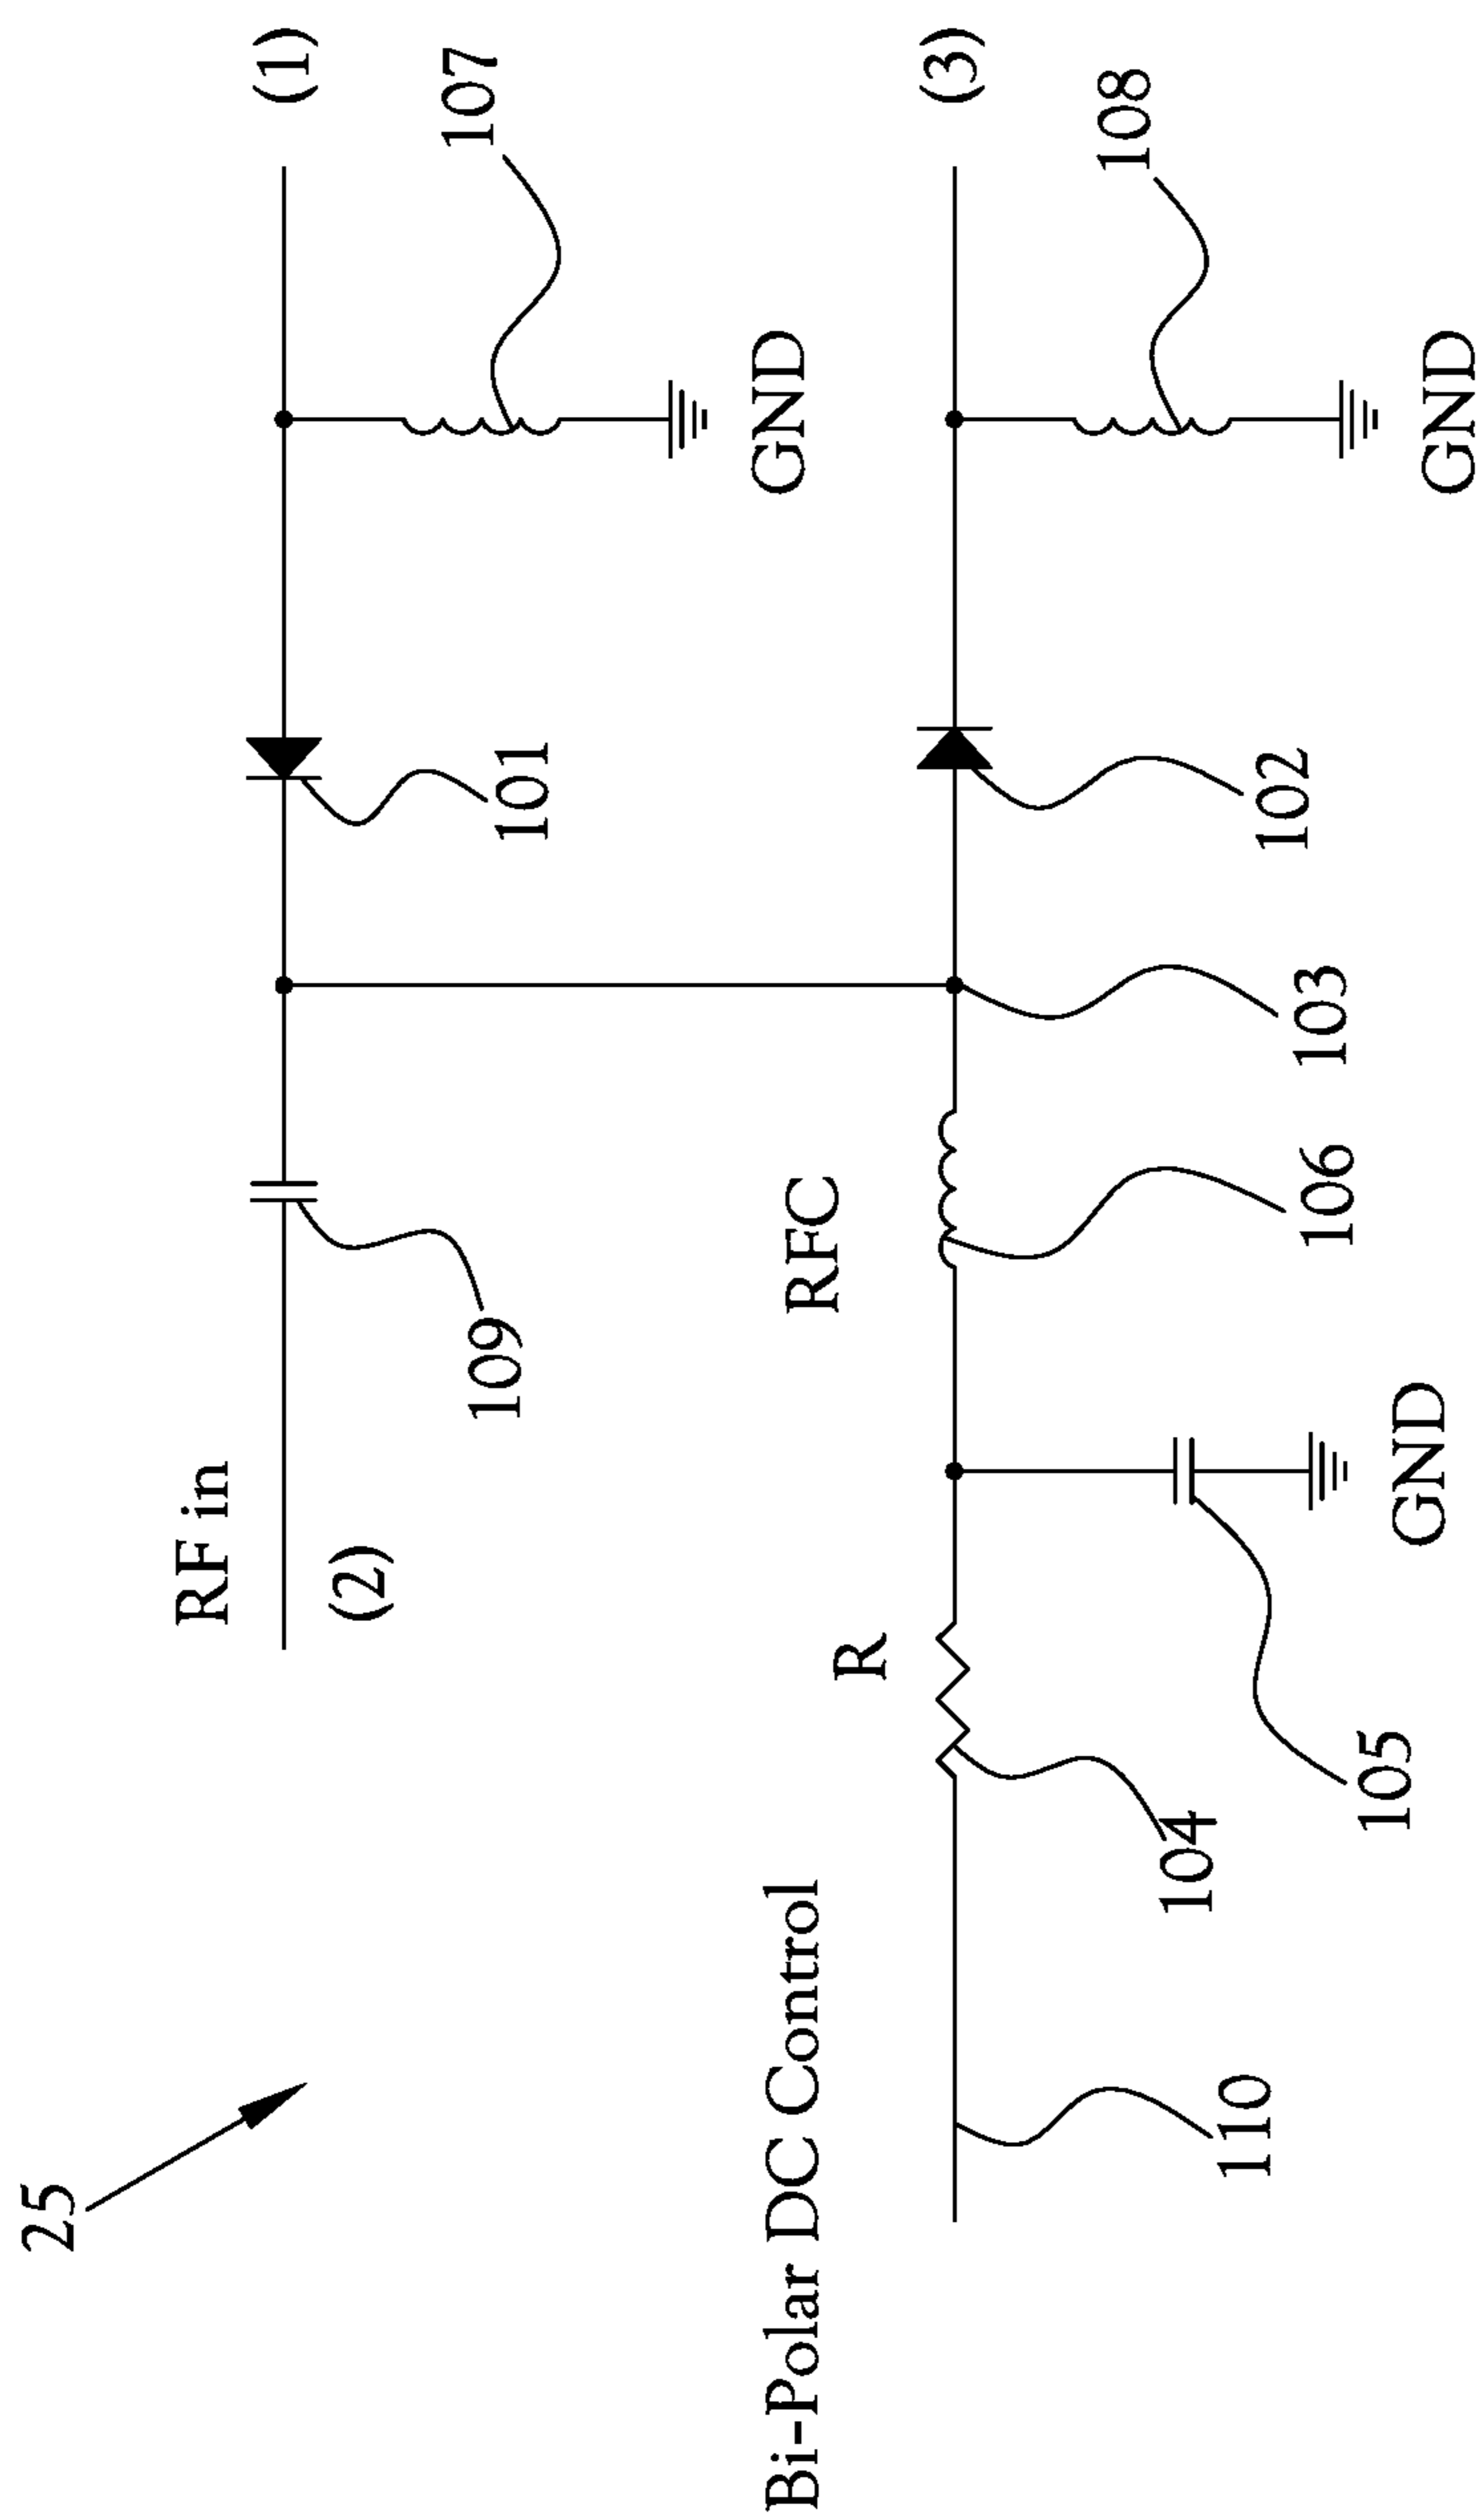 25
RF in
(2)
109
101
(1)
107
GND
Bi-Polar DC Control
110
R
104
105
GND
RFC
106
103
102
(3)
108
GND